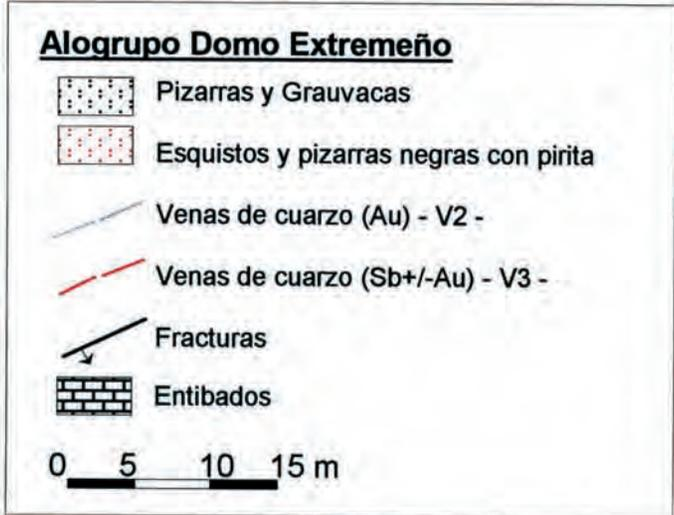 Alogrupo Domo Extremeño
Pizarras y Grauvacas
Esquistos y pizarras negras con pirita
Venas de cuarzo (Au) - V2 -
Venas de cuarzo (Sb+/-Au) - V3 -
Fracturas
Entibados
0 5 10 15 m